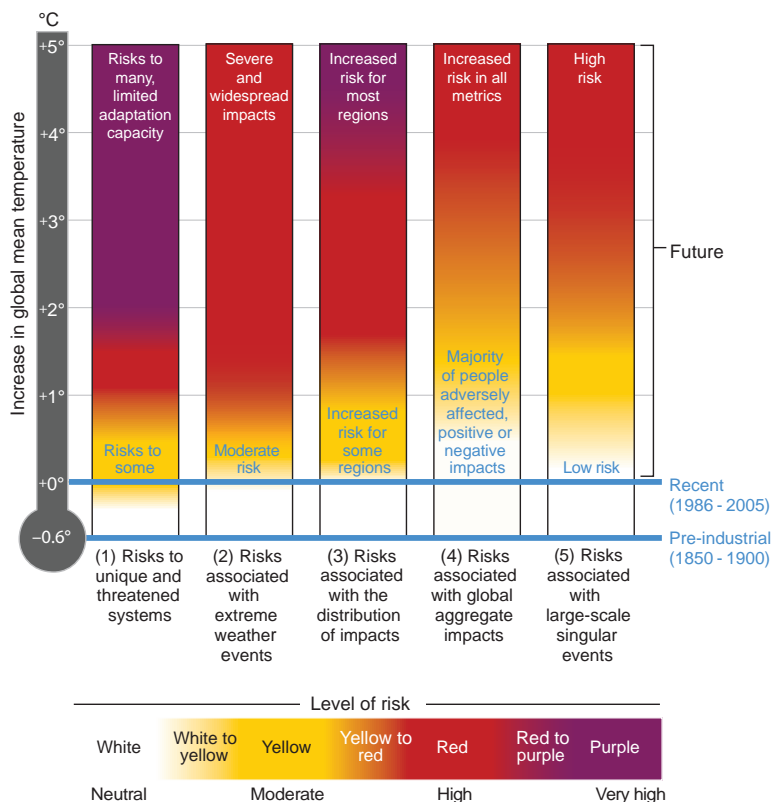 °C
Increase in global mean temperature
+5°
+4°
+3°
+2°
+1°
+0°
−0.6°
Risks to
many,
limited
adaptation
capacity
Risks to
some
Severe
and
widespread
impacts
Moderate
risk
Increased
risk for
most
regions
Increased
risk for
some
regions
Increased
risk in all
metrics
Majority
of people
adversely
affected,
positive or
negative
impacts
High
risk
Low risk
Future
Recent
(1986 - 2005)
Pre-industrial
(1850 - 1900)
(1) Risks to
unique and
threatened
systems
(2) Risks
associated
with
extreme
weather
events
(3) Risks
associated
with the
distribution
of impacts
(4) Risks
associated
with global
aggregate
impacts
(5) Risks
associated
with
large-scale
singular
events
Level of risk
White
White to
yellow
Yellow
Yellow to
red
Red
Red to
purple
Purple
Neutral
Moderate
High
Very high